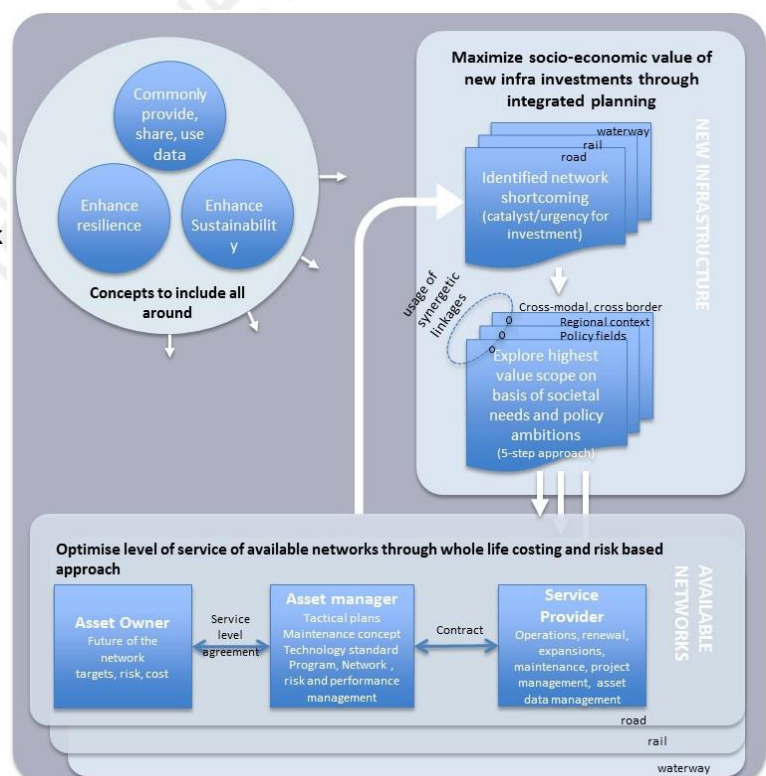 Commonly
provide,
share, use
data
Enhance
resilience
Enhance
Sustainabilit
y
Concepts to include all
around
Maximize socio-economic value of
new infra investments through
integrated planning
waterway
rail
road
Identified network
shortcoming
(catalyst/urgency for
investment)
NEW INFRASTRUCTURE
usage of
synergetic
linkages
Cross-modal, cross border
Regional context
Policy fields
Explore highest
value scope on
basis of societal
needs and policy
ambitions
(5-step approach)
Optimise level of service of available networks through whole life costing and risk based
approach
AVAILABLE
NETWORKS
Asset Owner
Future of the
network
targets, risk, cost
Service
level
agreement
Asset manager
Tactical plans
Maintenance concept
Technology standard
Program, Network ,
risk and performance
management
Contract
Service
Provider
Operations, renewal,
expansions,
maintenance, project
management, asset
data management
road
rail
waterway